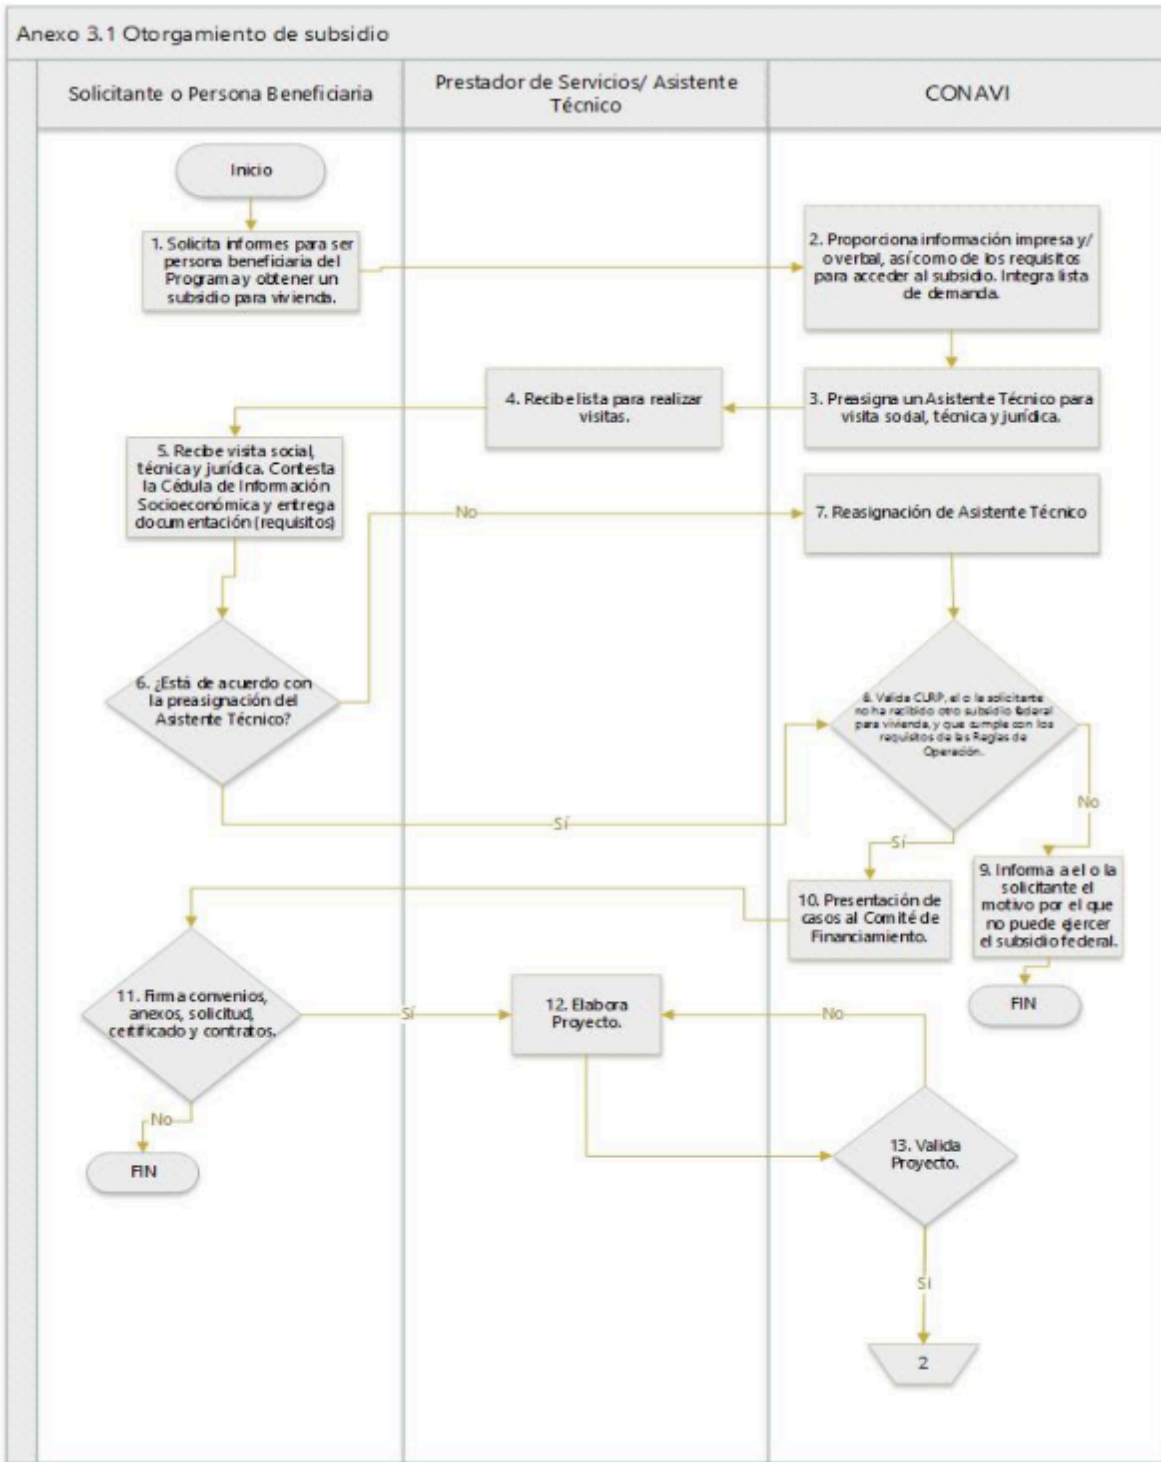 Anexo 3.1 Otorgamiento de subsidio
Solicitante o Persona Beneficiaria
Prestador de Servicios/ Asistente
Técnico
CONAVI
Inicio
1. Solicita informes para ser
persona beneficiaria del
Programa y obtener un
subsidio para vivienda.
2. Proporciona información impresa y/
o verbal, así como de los requisitos
para acceder al subsidio. Integra lista
de demanda.
3. Preasigna un Asistente Técnico para
visita social, técnica y jurídica.
4. Recibe lista para realizar
visitas.
5. Recibe visita social,
técnica y jurídica. Contesta
la Cédula de Información
Socioeconómica y entrega
documentación (requisitos)
No
7. Reasignación de Asistente Técnico
6. ¿Está de acuerdo con
la preasignación del
Asistente Técnico?
8. Valida CURP, el o la solicitante
no ha recibido otro subsidio federal
para vivienda, y que cumple con los
requisitos de las Reglas de
Operación.
Sí
No
Sí
9. Informa a el o la
solicitante el
motivo por el que
no puede ejercer
el subsidio federal.
10. Presentación de
casos al Comité de
Financiamiento.
FIN
11. Firma convenios,
anexos, solicitud,
certificado y contratos.
Sí
12. Elabora
Proyecto.
No
No
FIN
13. Valida
Proyecto.
Sí
2